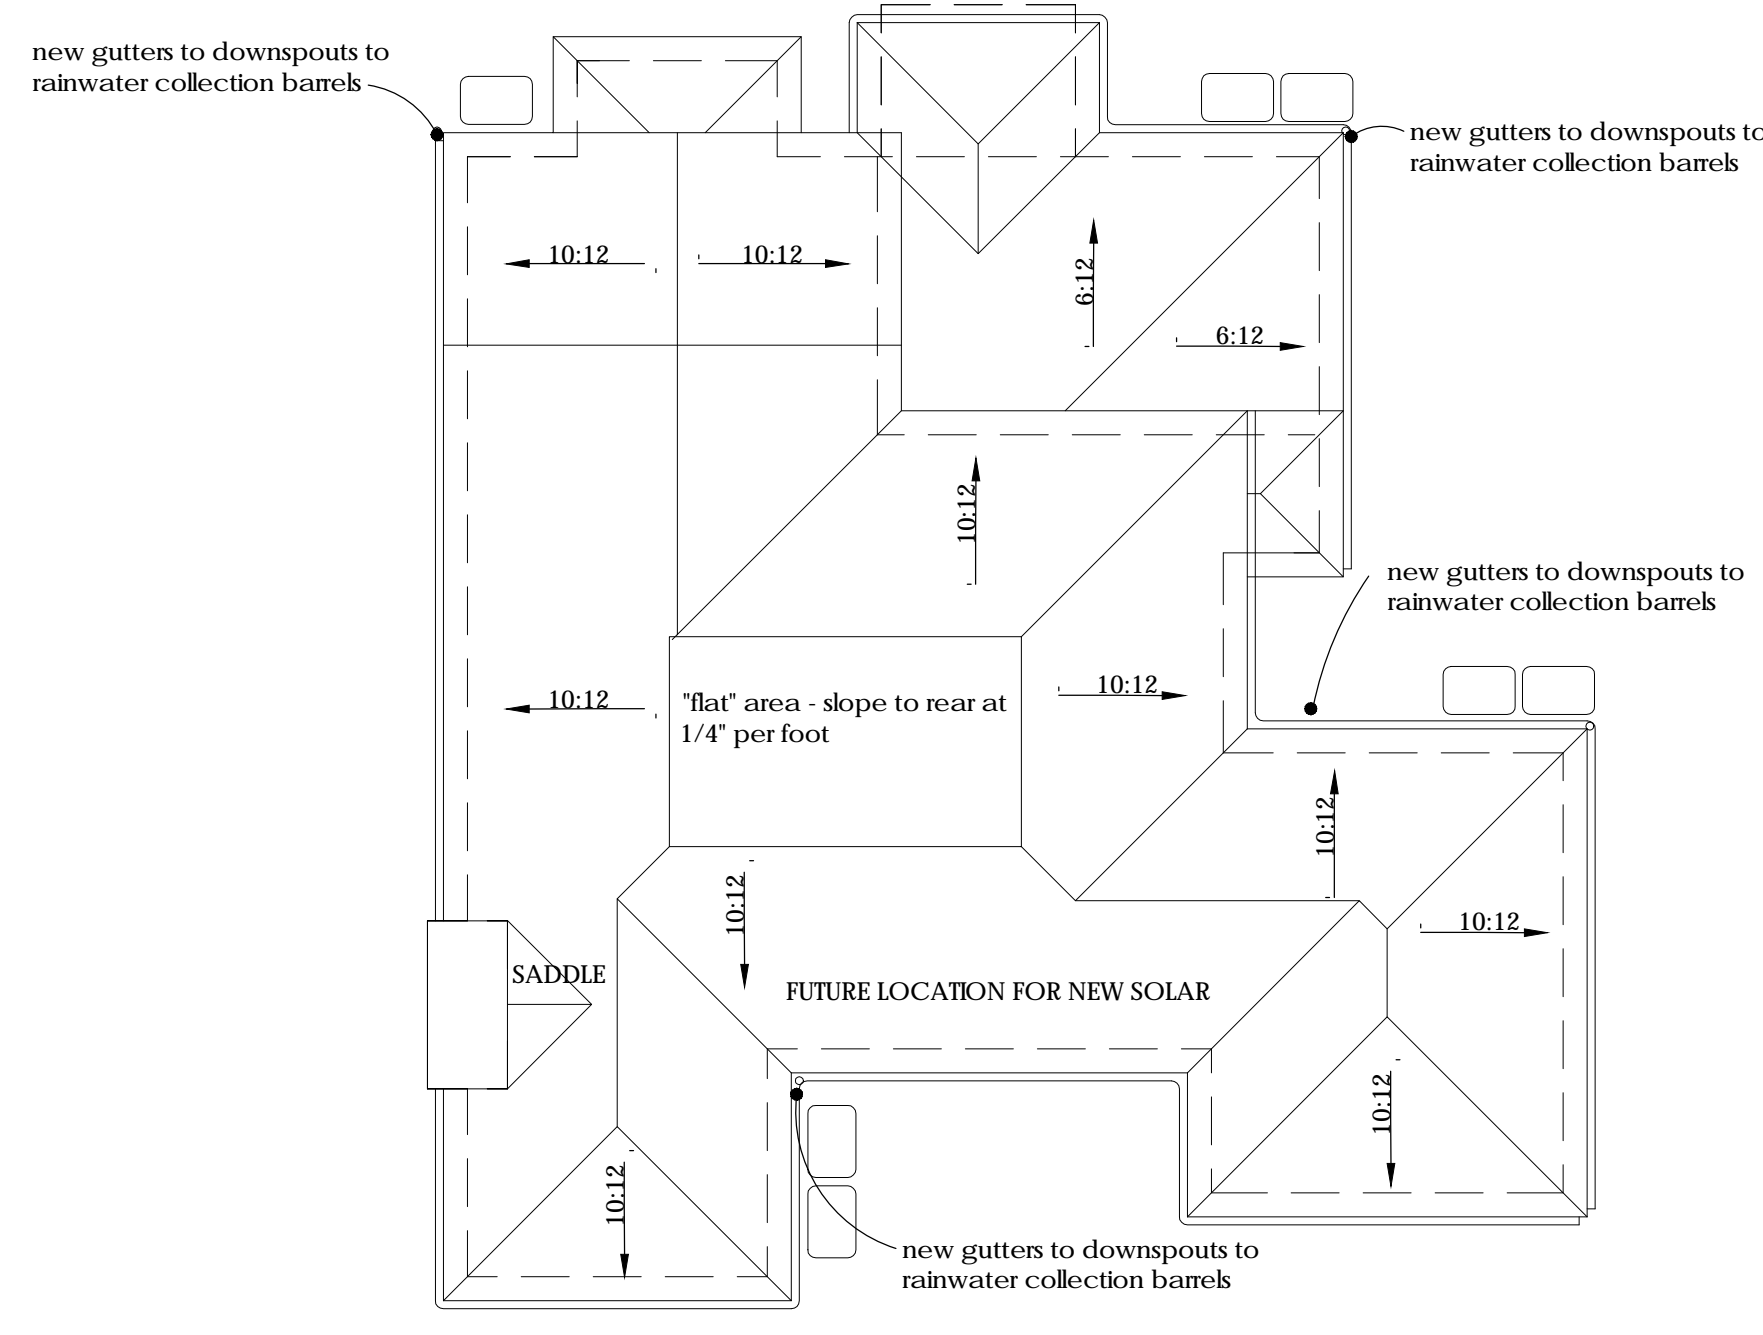 new gutters to downspouts to
rainwater collection barrels
new gutters to downspouts to
rainwater collection barrels
10:12
10:12
6:12
6:12
10:12
new gutters to downspouts to
rainwater collection barrels
10:12
"flat" area - slope to rear at
1/4" per foot
10:12
10:12
10:12
10:12
SADDLE
FUTURE LOCATION FOR NEW SOLAR
10:12
10:12
new gutters to downspouts to
rainwater collection barrels